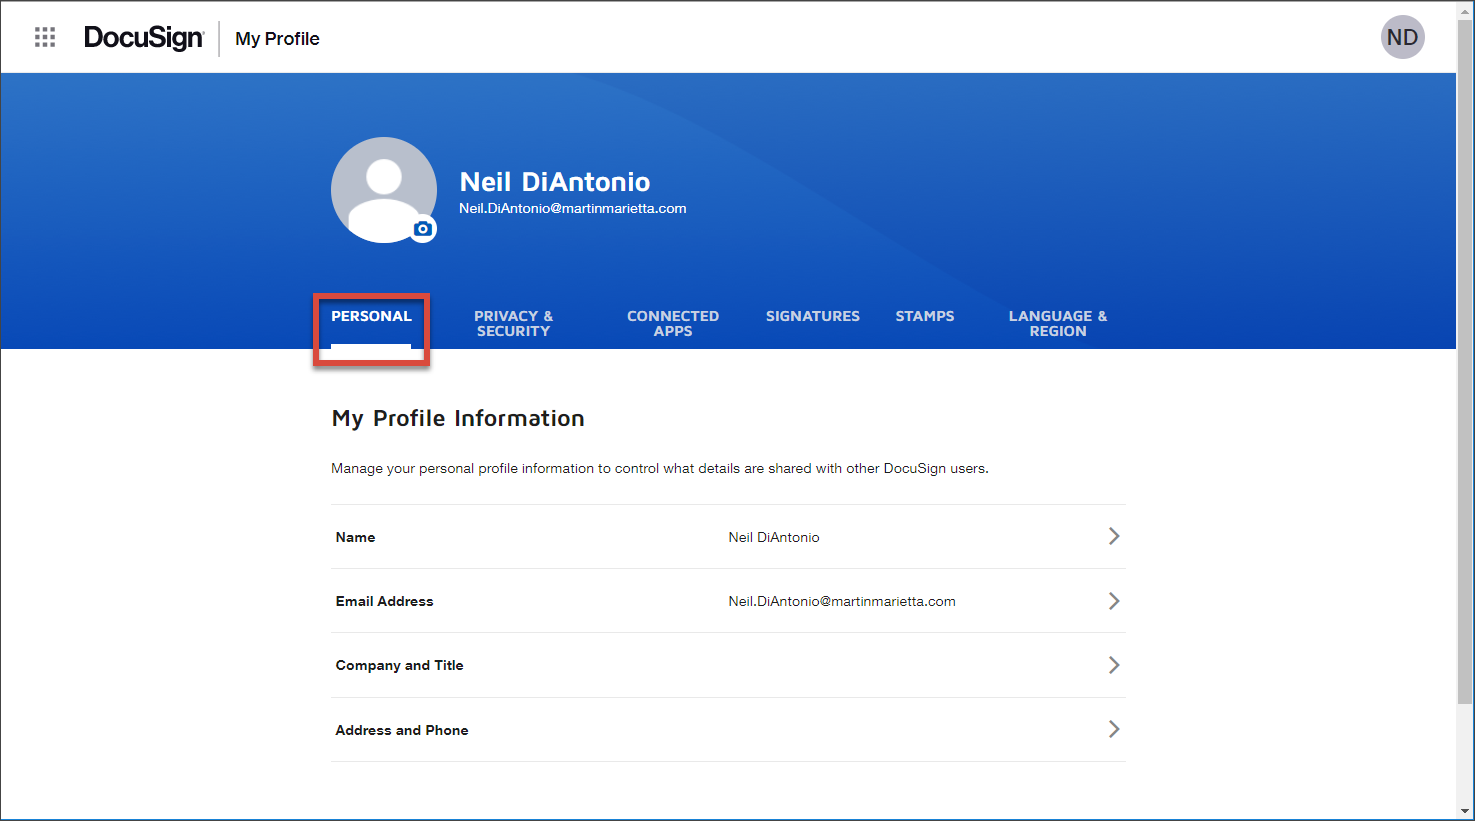 DocuSign
My Profile
ND
Neil DiAntonio
Neil.DiAntonio@martinmarietta.com
PERSONAL
PRIVACY &
SECURITY
CONNECTED
APPS
SIGNATURES
STAMPS
LANGUAGE &
REGION
My Profile Information
Manage your personal profile information to control what details are shared with other DocuSign users.
Name Neil DiAntonio
Email Address Neil.DiAntonio@martinmarietta.com
Company and Title
Address and Phone